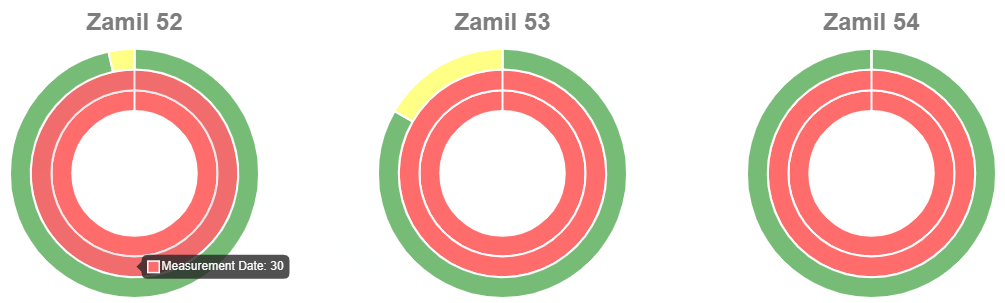 Zamil 52
Zamil 53
Zamil 54
Measurement Date: 30